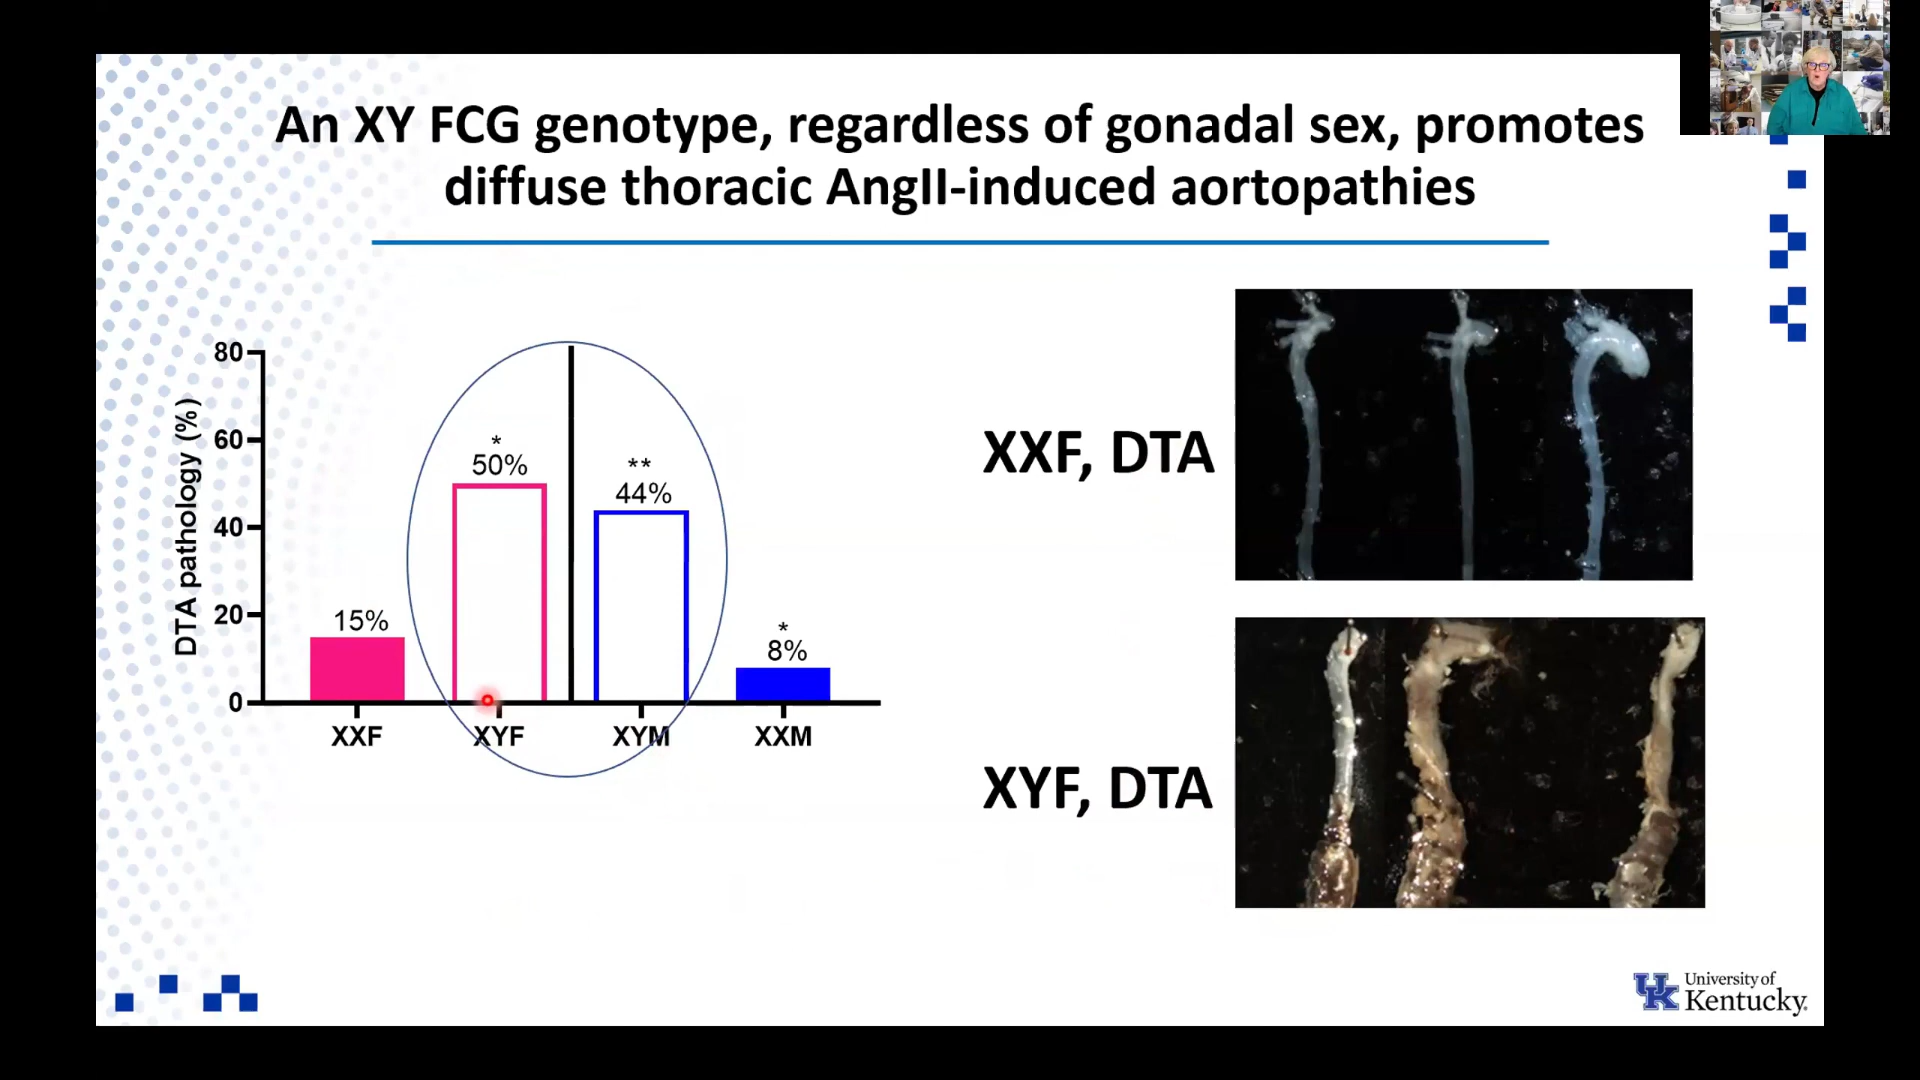 An XY FCG genotype, regardless of gonadal sex, promotes
diffuse thoracic AngII-induced aortopathies
DTA pathology (%)
80
60
40
20
0
15%
*
50%
**
44%
*
8%
XXF
XYF
XYM
XXM
XXF, DTA
XYF, DTA
UK
University of
Kentucky